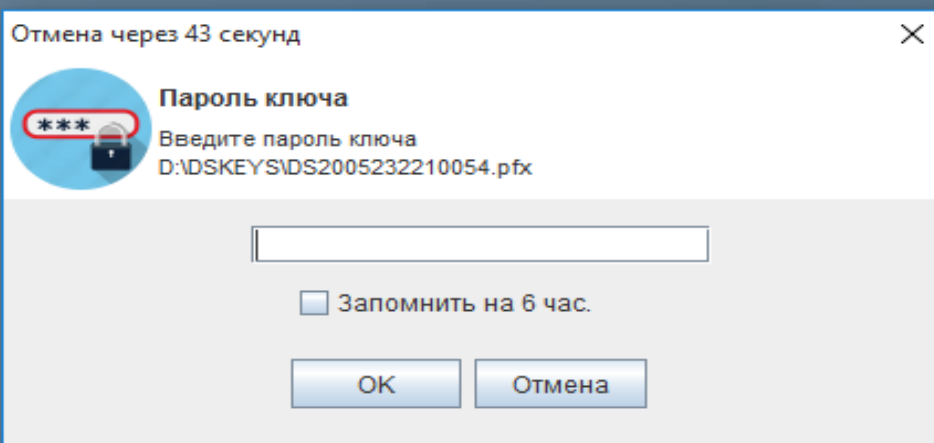 Отмена через 43 секунд
***
Пароль ключа
Введите пароль ключа
D:\DSKEYS\DS2005232210054.pfx
Запомнить на 6 час.
OK
Отмена